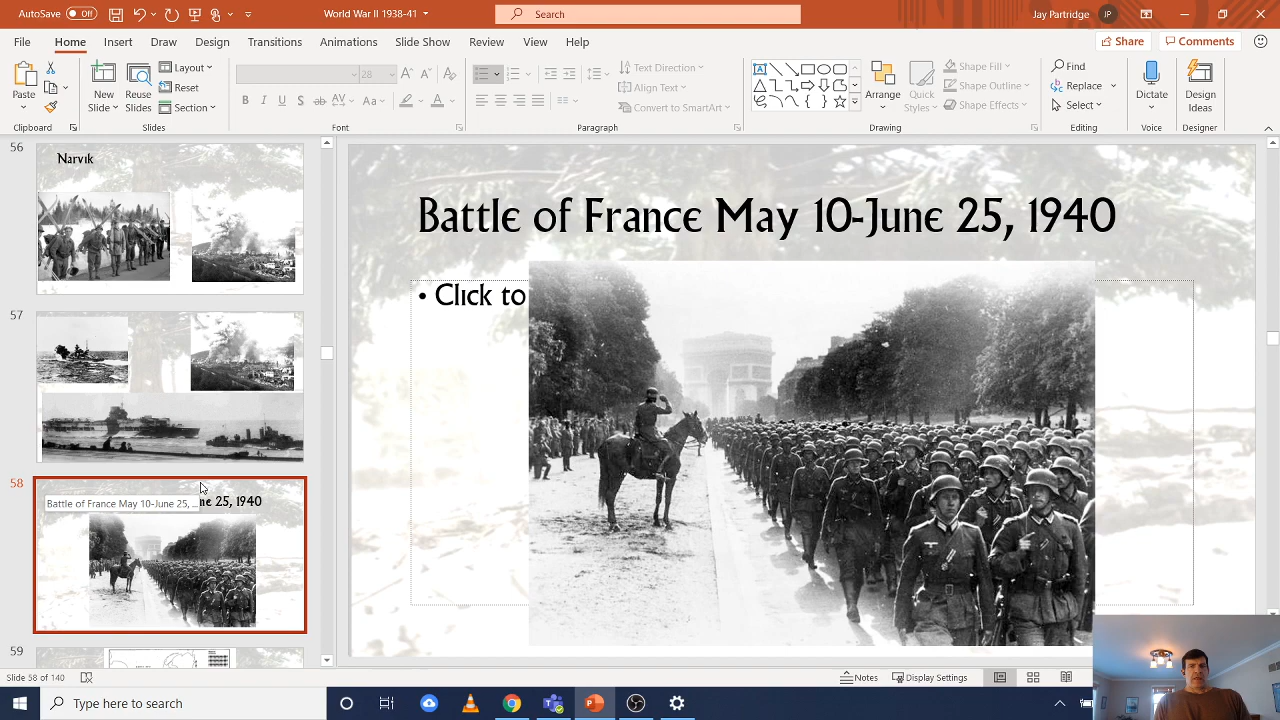 AutoSave Off World War II 1938-41 Search Jay Partridge JP
File Home Insert Draw Design Transitions Animations Slide Show Review View Help Share Comments
Paste New Slide Reuse Slides Layout Reset Section
28
B I U S ab AV Aa A
Text Direction Align Text Convert to SmartArt
Arrange Quick Styles Shape Fill Shape Outline Shape Effects
Find Replace Select
Dictate Design Ideas
Clipboard Slides Font Paragraph Drawing Editing Voice Designer
56
Narvik
57
58
ne 25, 1940
Battle of France May 10-June 25, ...
59
Battle of France May 10-June 25, 1940
• Click to
Slide 58 of 140 Notes Display Settings
Type here to search